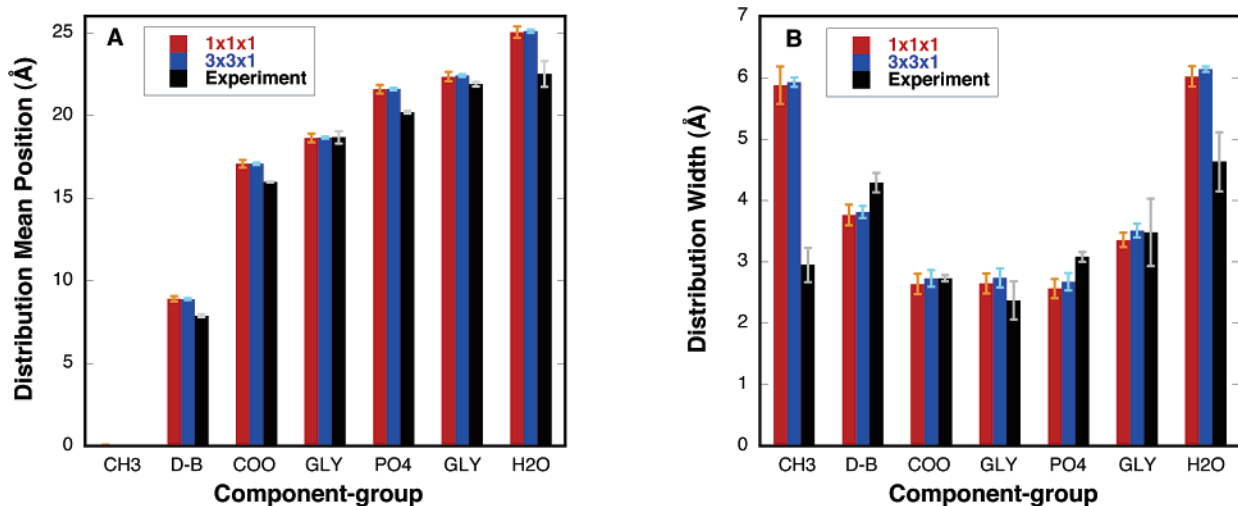 A
1x1x1
3x3x1
Experiment
Distribution Mean Position (Å)
25
20
15
10
5
0
CH3 D-B COO GLY PO4 GLY H2O
Component-group
B
1x1x1
3x3x1
Experiment
Distribution Width (Å)
7
6
5
4
3
2
1
0
CH3 D-B COO GLY PO4 GLY H2O
Component-group